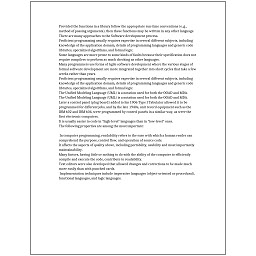 Provided the functions in a library follow the appropriate run-time conventions (e.g.,
method of passing arguments), then these functions may be written in any other language.
There are many approaches to the Software development process.
Proficient programming usually requires expertise in several different subjects, including
knowledge of the application domain, details of programming languages and generic code
libraries, specialized algorithms, and formal logic.
Some languages are more prone to some kinds of faults because their specification does not
require compilers to perform as much checking as other languages.
Many programmers use forms of Agile software development where the various stages of
formal software development are more integrated together into short cycles that take a few
weeks rather than years.
Proficient programming usually requires expertise in several different subjects, including
knowledge of the application domain, details of programming languages and generic code
libraries, specialized algorithms, and formal logic.
The Unified Modeling Language (UML) is a notation used for both the OOAD and MDA.
The Unified Modeling Language (UML) is a notation used for both the OOAD and MDA.
Later a control panel (plug board) added to his 1906 Type I Tabulator allowed it to be
programmed for different jobs, and by the late 1940s, unit record equipment such as the
IBM 602 and IBM 604, were programmed by control panels in a similar way, as were the
first electronic computers.
It is usually easier to code in "high-level" languages than in "low-level" ones.
The following properties are among the most important:
In computer programming, readability refers to the ease with which a human reader can
comprehend the purpose, control flow, and operation of source code.
It affects the aspects of quality above, including portability, usability and most importantly
maintainability.
Many factors, having little or nothing to do with the ability of the computer to efficiently
compile and execute the code, contribute to readability.
Text editors were also developed that allowed changes and corrections to be made much
more easily than with punched cards.
Implementation techniques include imperative languages (object-oriented or procedural),
functional languages, and logic languages.